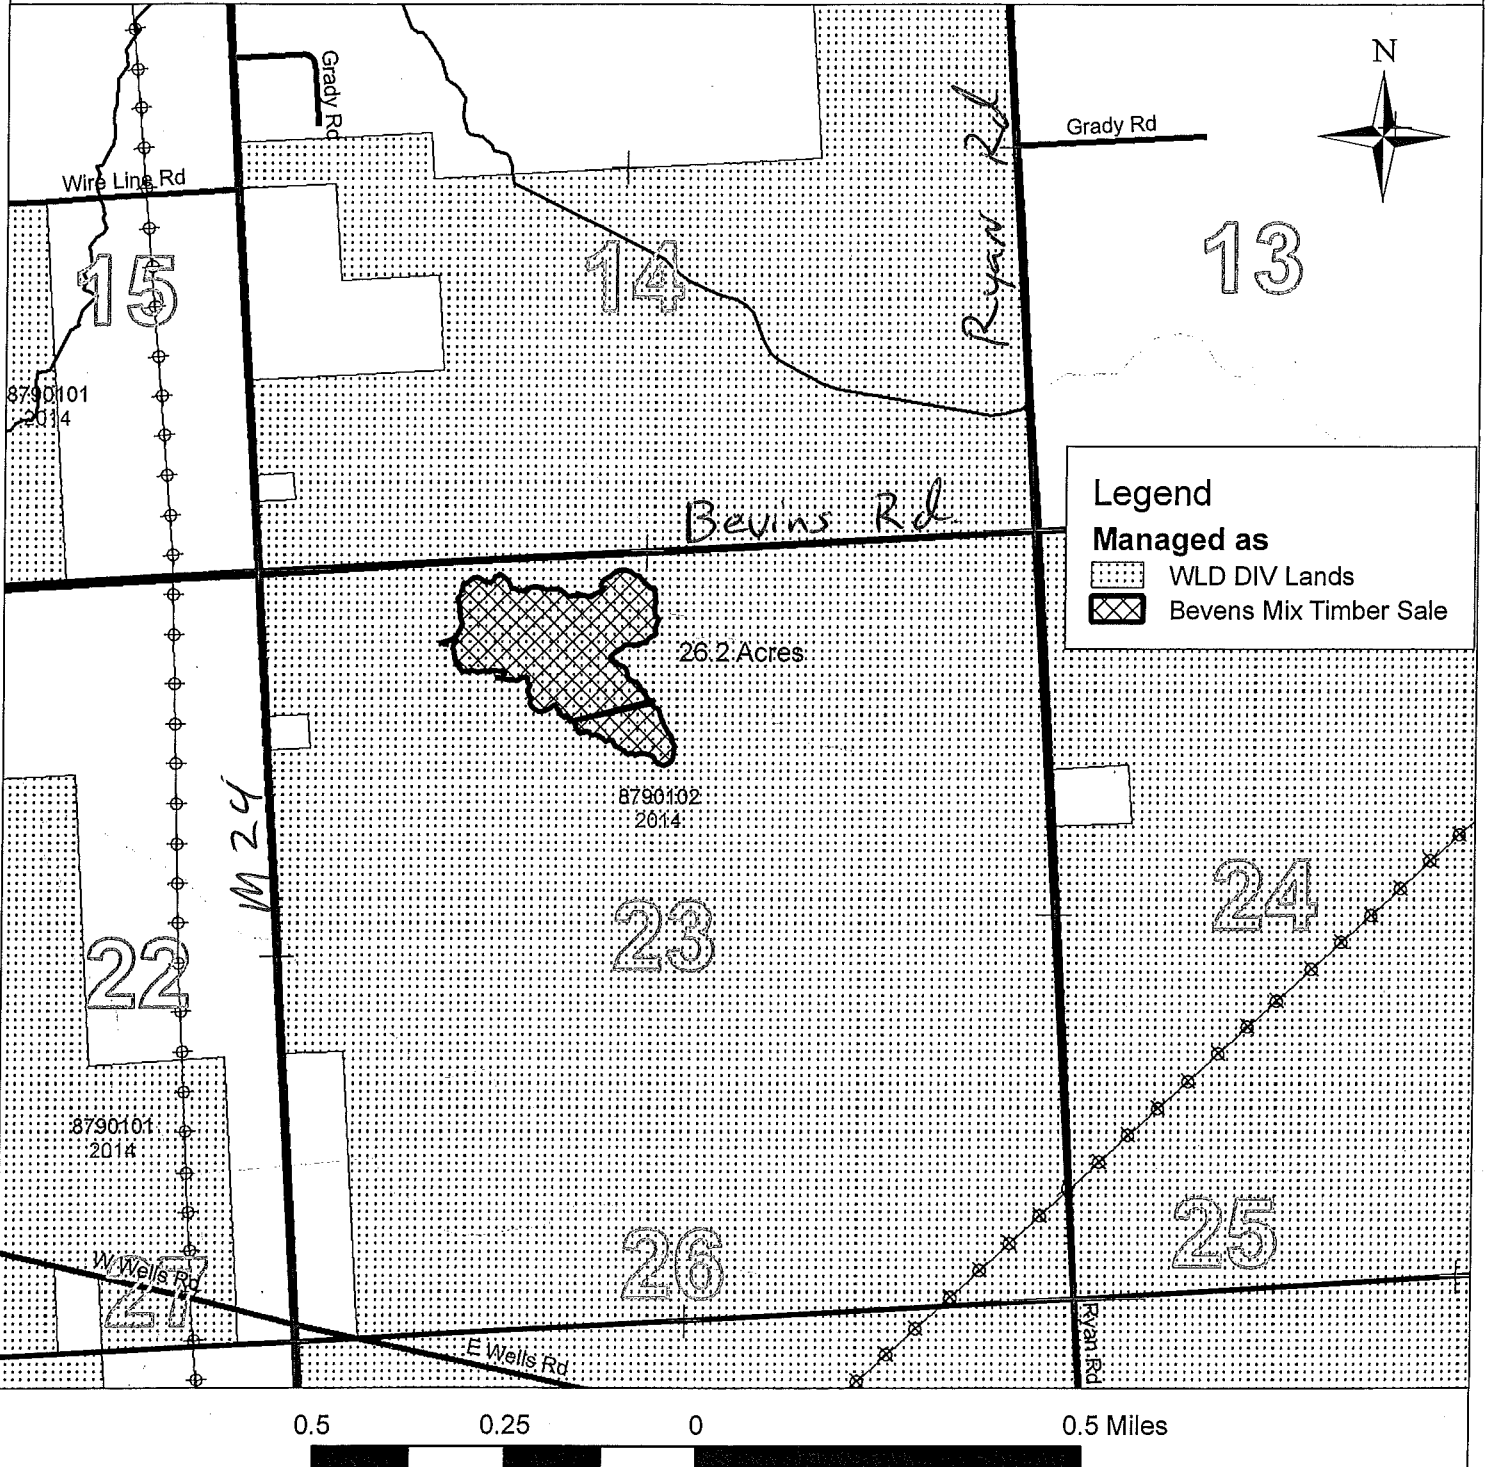 N
Grady Rd
Grady Rd
Ryan Rd
Wire Line Rd
15
14
13
8790101
2014
Bevins Rd
Legend
Managed as
WLD DIV Lands
Bevens Mix Timber Sale
26.2 Acres
8790102
2014
M 24
22
23
24
8790101
2014
27
26
25
W Wells Rd
E Wells Rd
Ryan Rd
0.5 0.25 0 0.5 Miles